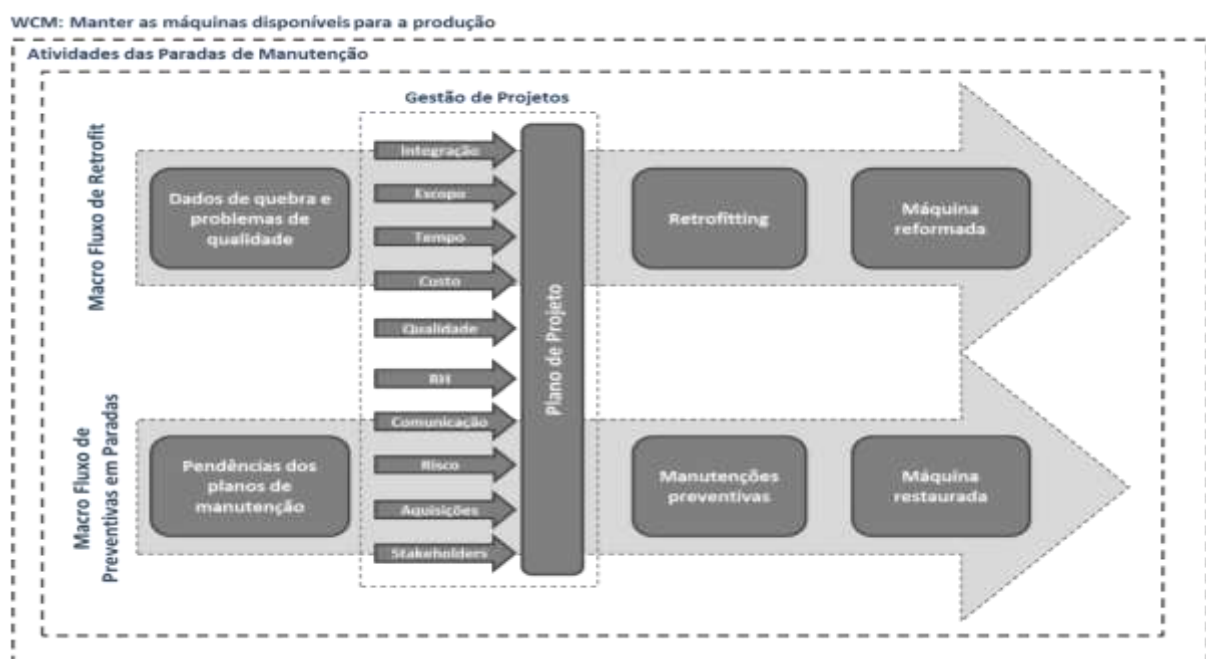 WCM: Manter as máquinas disponíveis para a produção
Atividades das Paradas de Manutenção
Gestão de Projetos
Macro Fluxo de Retrofit
Dados de quebra e
problemas de
qualidade
Integração
Escopo
Tempo
Custo
Qualidade
RH
Comunicação
Risco
Aquisições
Stakeholders
Plano de Projeto
Retrofitting
Máquina
reformada
Macro Fluxo de
Preventivas em Paradas
Pendências dos
planos de
manutenção
Manutenções
preventivas
Máquina
restaurada